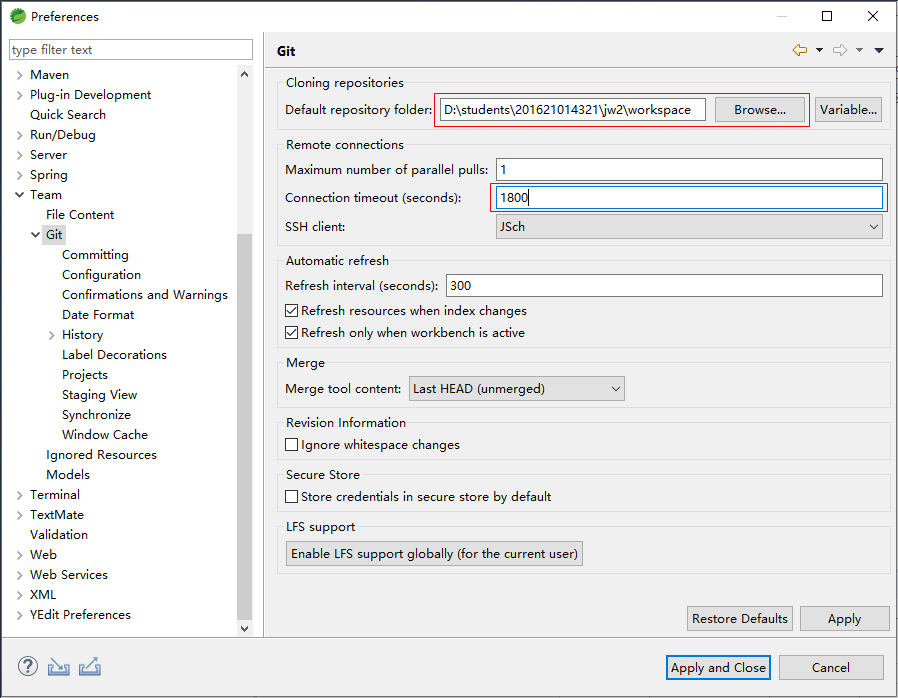 Preferences
type filter text
Maven
Plug-in Development
Quick Search
Run/Debug
Server
Spring
Team
File Content
Git
Committing
Configuration
Confirmations and Warnings
Date Format
History
Label Decorations
Projects
Staging View
Synchronize
Window Cache
Ignored Resources
Models
Terminal
TextMate
Validation
Web
Web Services
XML
YEdit Preferences
Git
Cloning repositories
Default repository folder: D:\students\201621014321\jw2\workspace Browse... Variable...
Remote connections
Maximum number of parallel pulls: 1
Connection timeout (seconds): 1800
SSH client: JSch
Automatic refresh
Refresh interval (seconds): 300
Refresh resources when index changes
Refresh only when workbench is active
Merge
Merge tool content: Last HEAD (unmerged)
Revision Information
Ignore whitespace changes
Secure Store
Store credentials in secure store by default
LFS support
Enable LFS support globally (for the current user)
Restore Defaults Apply
? Apply and Close Cancel